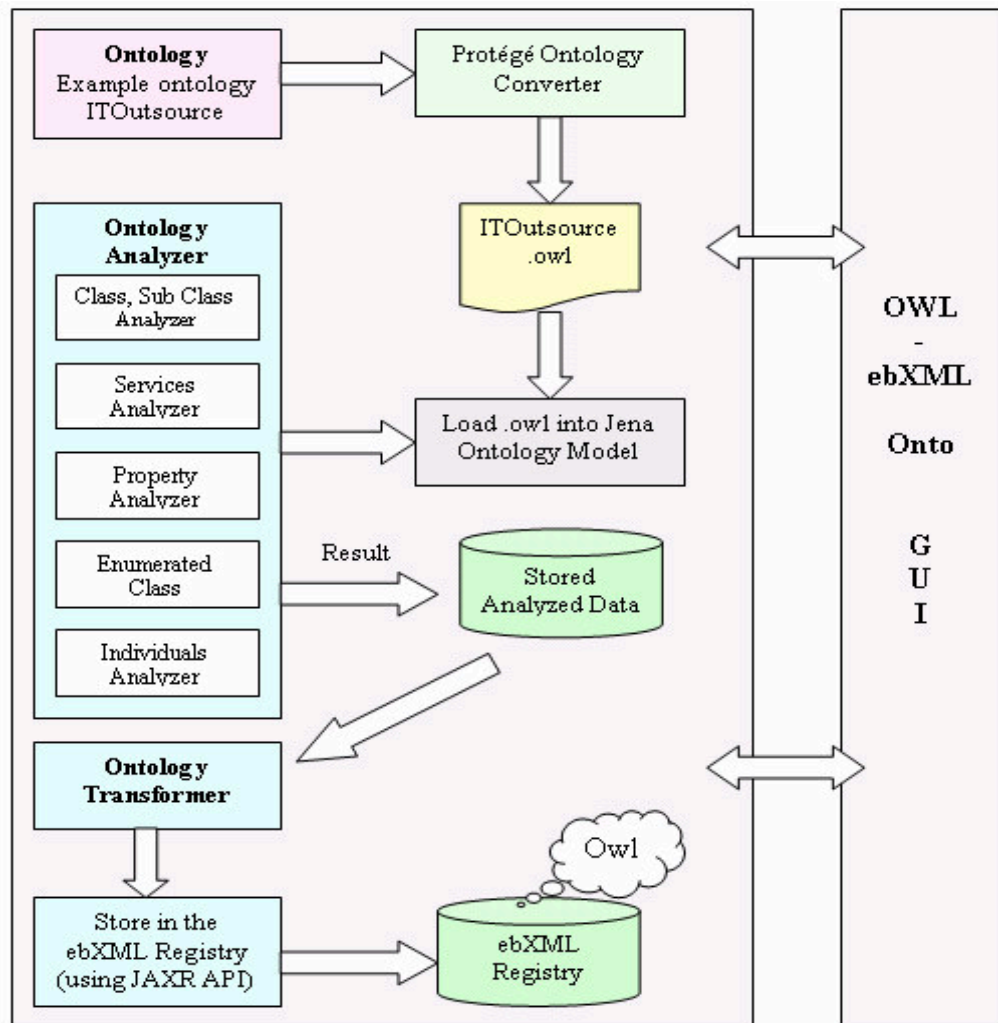 Ontology
Example ontology
ITOutsource
Protégé Ontology
Converter
Ontology
Analyzer
Class, Sub Class
Analyzer
Services
Analyzer
Property
Analyzer
Enumerated
Class
Individuals
Analyzer
ITOutsource
.owl
Load .owl into Jena
Ontology Model
Result
Stored
Analyzed Data
Ontology
Transformer
Store in the
ebXML Registry
(using JAXR API)
Owl
ebXML
Registry
OWL
-
ebXML
Onto
G
U
I